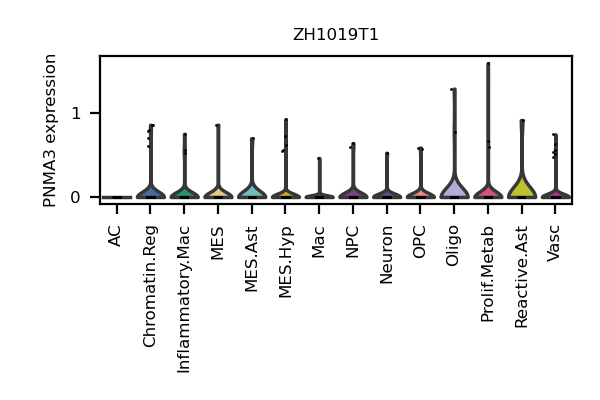 ZH1019T1
PNMA3 expression
1
0
AC
Chromatin.Reg
Inflammatory.Mac
MES
MES.Ast
MES.Hyp
Mac
NPC
Neuron
OPC
Oligo
Prolif.Metab
Reactive.Ast
Vasc